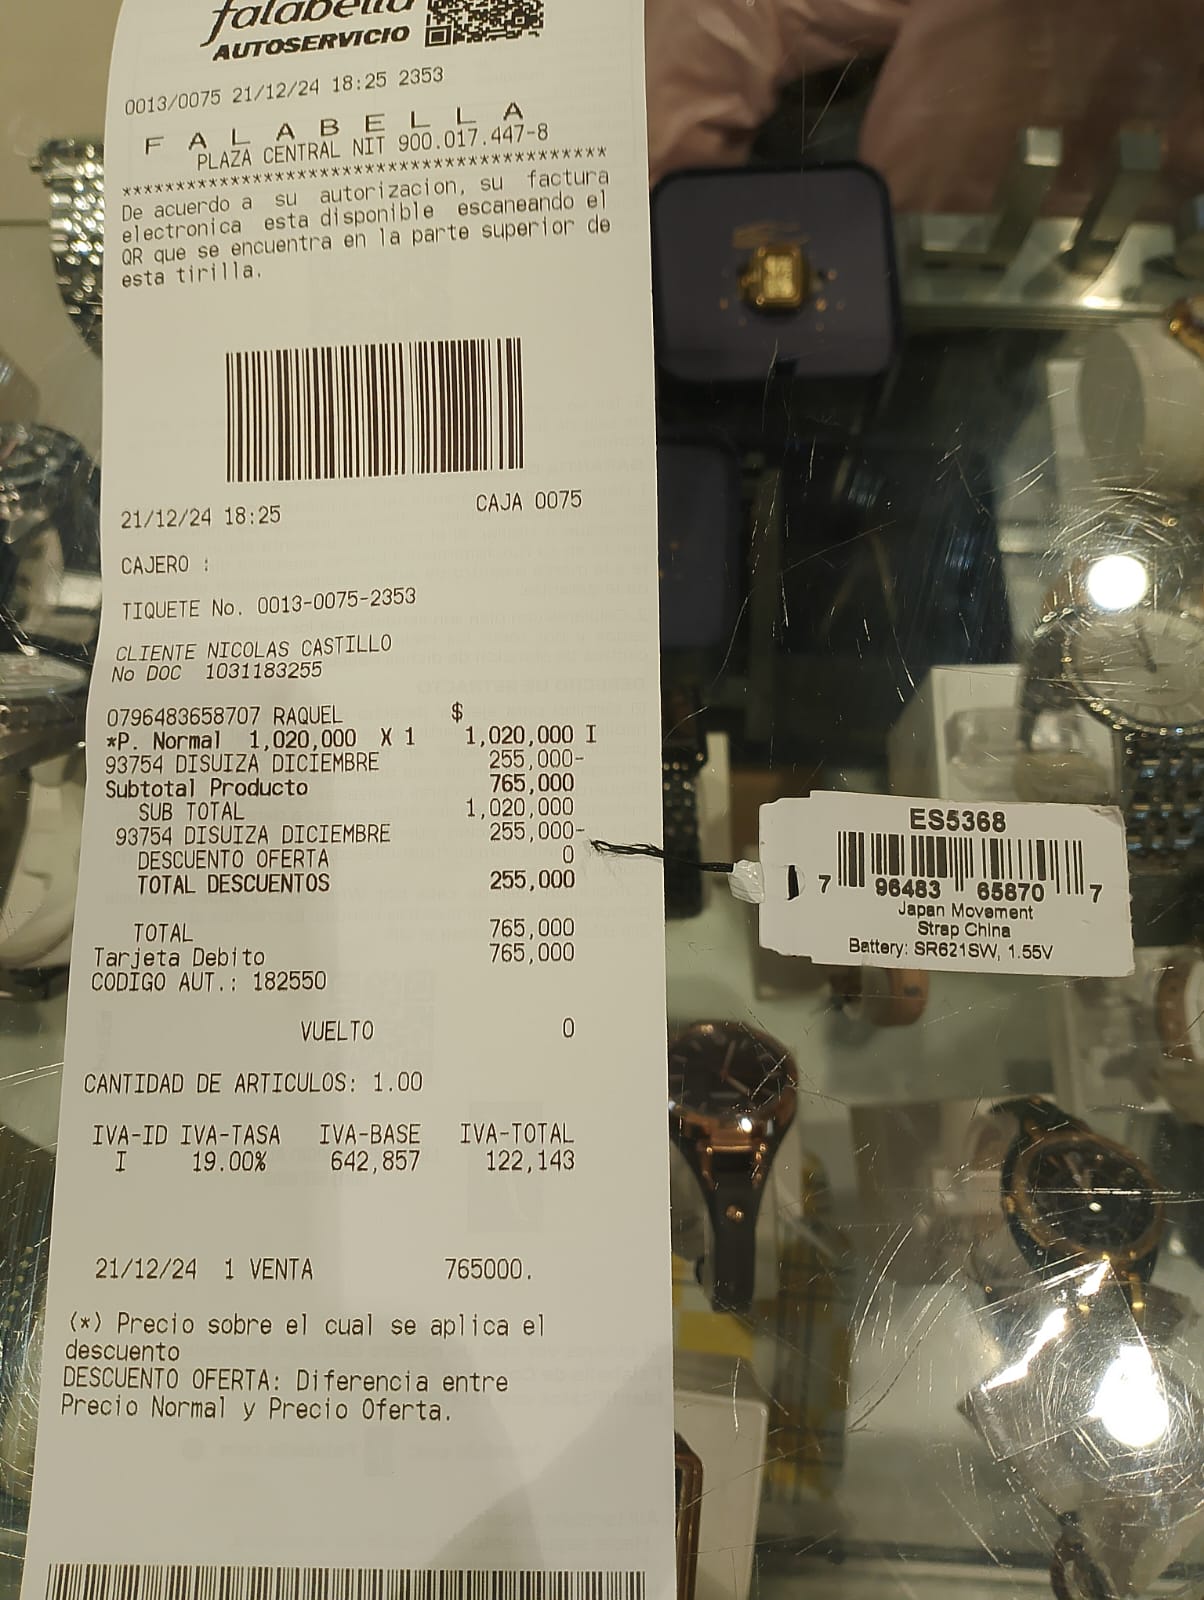 falabella
AUTOSERVICIO
0013/0075 21/12/24 18:25 2353
F A L A B E L L A
PLAZA CENTRAL NIT 900.017.447-8
*********************************************
De acuerdo a su autorizacion, su factura
electronica esta disponible escaneando el
QR que se encuentra en la parte superior de
esta tirilla.
21/12/24 18:25 CAJA 0075
CAJERO :
TIQUETE No. 0013-0075-2353
CLIENTE NICOLAS CASTILLO
No DOC 1031183255
0796483658707 RAQUEL $
*P. Normal 1,020,000 X 1 1,020,000 I
93754 DISUIZA DICIEMBRE 255,000-
Subtotal Producto 765,000
SUB TOTAL 1,020,000
93754 DISUIZA DICIEMBRE 255,000-
DESCUENTO OFERTA 0
TOTAL DESCUENTOS 255,000
TOTAL 765,000
Tarjeta Debito 765,000
CODIGO AUT.: 182550
VUELTO 0
CANTIDAD DE ARTICULOS: 1.00
IVA-ID IVA-TASA IVA-BASE IVA-TOTAL
I 19.00% 642,857 122,143
21/12/24 1 VENTA 765000.
(*) Precio sobre el cual se aplica el
descuento
DESCUENTO OFERTA: Diferencia entre
Precio Normal y Precio Oferta.
ES5368
7 96483 65870 7
Japan Movement
Strap China
Battery: SR621SW, 1.55V